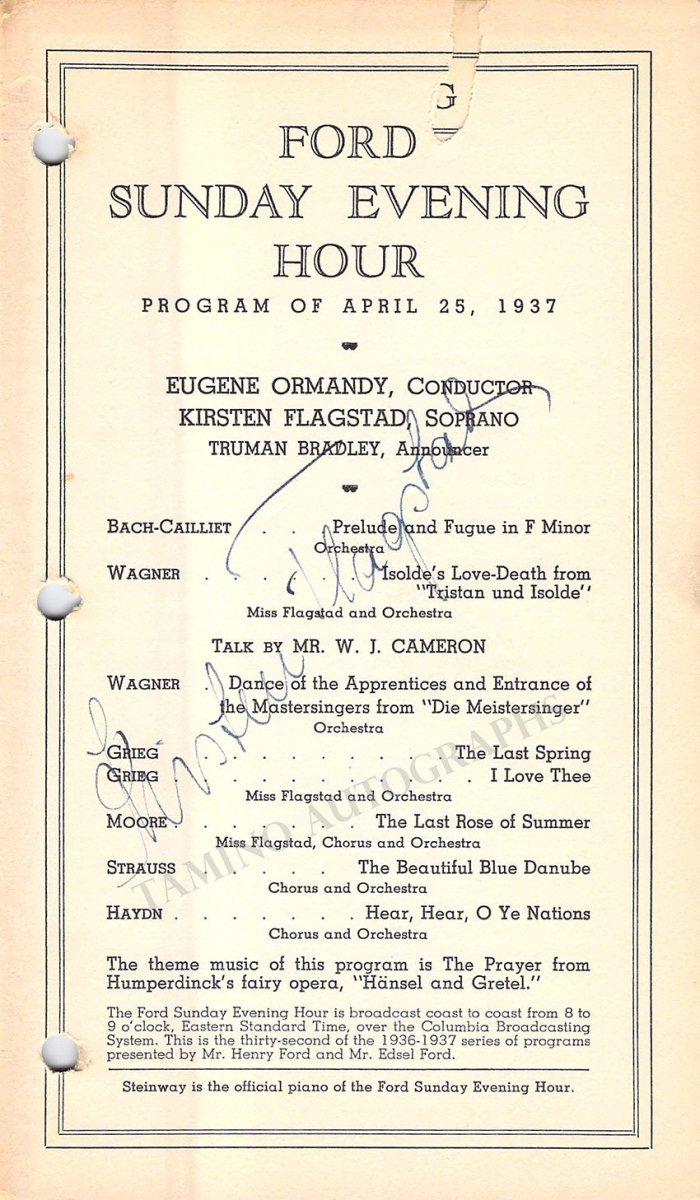 G
FORD
SUNDAY EVENING
HOUR
PROGRAM OF APRIL 25, 1937
EUGENE ORMANDY, CONDUCTOR
KIRSTEN FLAGSTAD, SOPRANO
TRUMAN BRADLEY, Announcer
BACH-CAILLIET . . Prelude and Fugue in F Minor
Orchestra
WAGNER . . . . . . Isolde's Love-Death from
"Tristan und Isolde"
Miss Flagstad and Orchestra
TALK BY MR. W. J. CAMERON
WAGNER . Dance of the Apprentices and Entrance of
the Mastersingers from "Die Meistersinger"
Orchestra
GRIEG . . . . . . . . . The Last Spring
GRIEG . . . . . . . . . . . I Love Thee
Miss Flagstad and Orchestra
MOORE . . . . . . . The Last Rose of Summer
Miss Flagstad, Chorus and Orchestra
STRAUSS . . . . . The Beautiful Blue Danube
Chorus and Orchestra
HAYDN . . . . . . . Hear, Hear, O Ye Nations
Chorus and Orchestra
The theme music of this program is The Prayer from
Humperdinck's fairy opera, "Hänsel and Gretel."
The Ford Sunday Evening Hour is broadcast coast to coast from 8 to
9 o'clock, Eastern Standard Time, over the Columbia Broadcasting
System. This is the thirty-second of the 1936-1937 series of programs
presented by Mr. Henry Ford and Mr. Edsel Ford.
Steinway is the official piano of the Ford Sunday Evening Hour.
Kirsten Flagstad
TAMINO AUTOGRAPHS